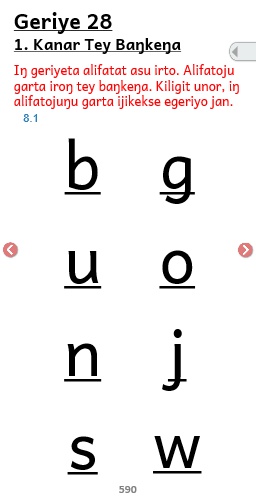 Geriye 28
1. Kanar Tey Baŋkeŋa
Iŋ geriyeta alifatat asu irto. Alifatoju
garta iroŋ tey baŋkeŋa. Kiligit unor, iŋ
alifatojuŋu garta ijikekse egeriyo jan.
8.1
b g
u o
n j
s w
590